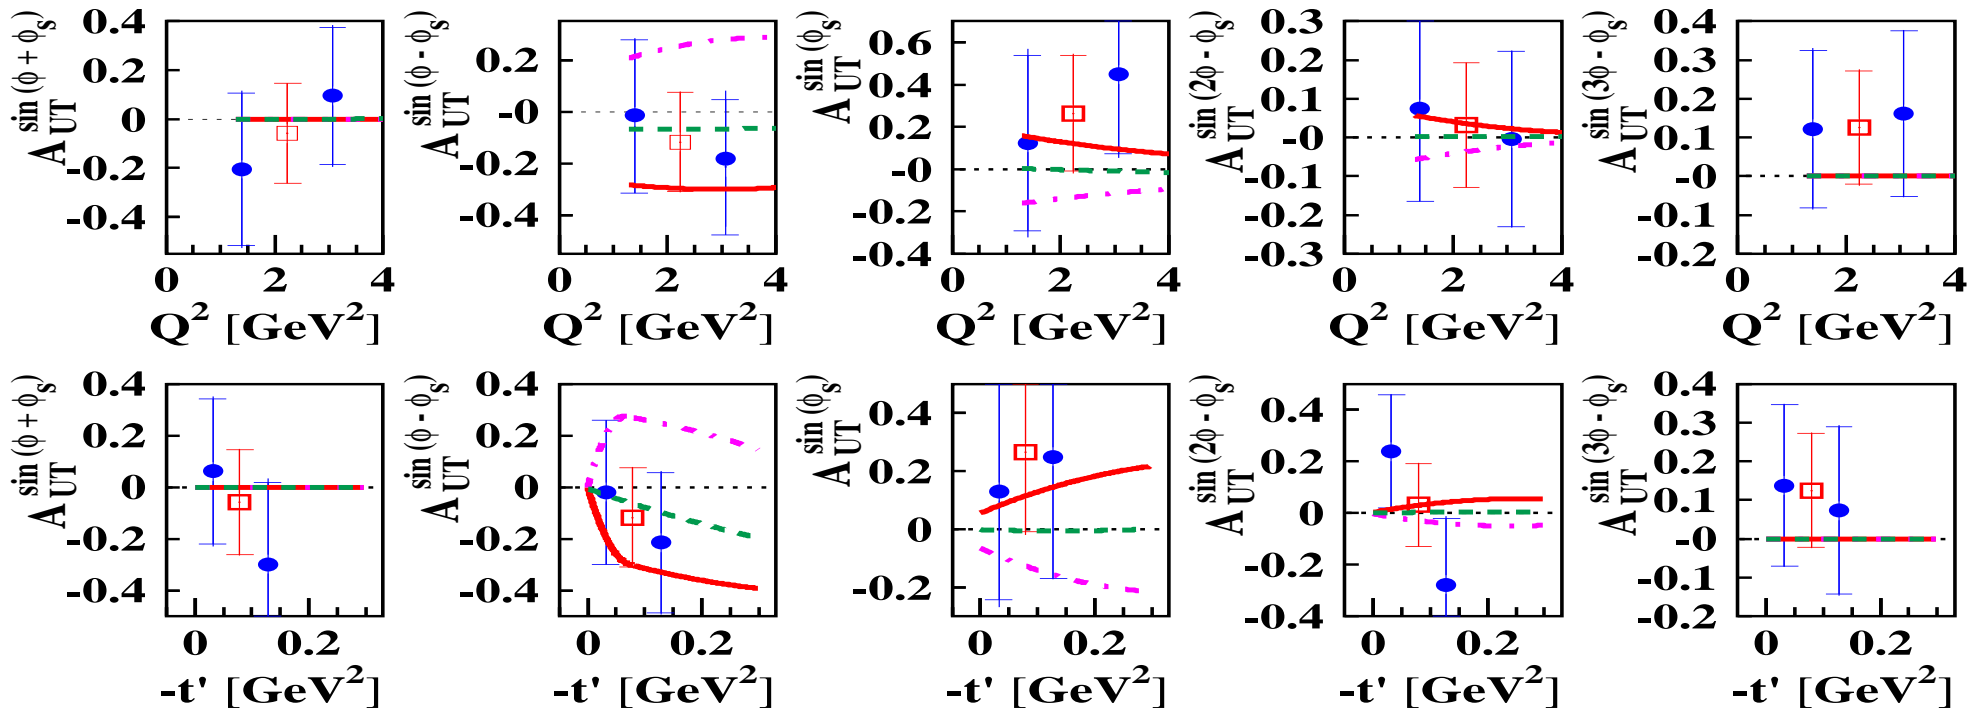 A_UT^sin (φ + φ_s)
0.4
0.2
0
-0.2
-0.4
0 2 4
Q² [GeV²]
A_UT^sin (φ - φ_s)
0.2
-0
-0.2
-0.4
0 2 4
Q² [GeV²]
A_UT^sin (φ_s)
0.6
0.4
0.2
-0
-0.2
-0.4
0 2 4
Q² [GeV²]
A_UT^sin (2φ - φ_s)
0.3
0.2
0.1
-0
-0.1
-0.2
-0.3
0 2 4
Q² [GeV²]
A_UT^sin (3φ - φ_s)
0.4
0.3
0.2
0.1
-0
-0.1
-0.2
0 2 4
Q² [GeV²]
A_UT^sin (φ + φ_s)
0.4
0.2
0
-0.2
-0.4
0 0.2
-t' [GeV²]
A_UT^sin (φ - φ_s)
0.4
0.2
0
-0.2
-0.4
0 0.2
-t' [GeV²]
A_UT^sin (φ_s)
0.4
0.2
-0
-0.2
0 0.2
-t' [GeV²]
A_UT^sin (2φ - φ_s)
0.4
0.2
0
-0.2
-0.4
0 0.2
-t' [GeV²]
A_UT^sin (3φ - φ_s)
0.4
0.3
0.2
0.1
-0
-0.1
-0.2
0 0.2
-t' [GeV²]